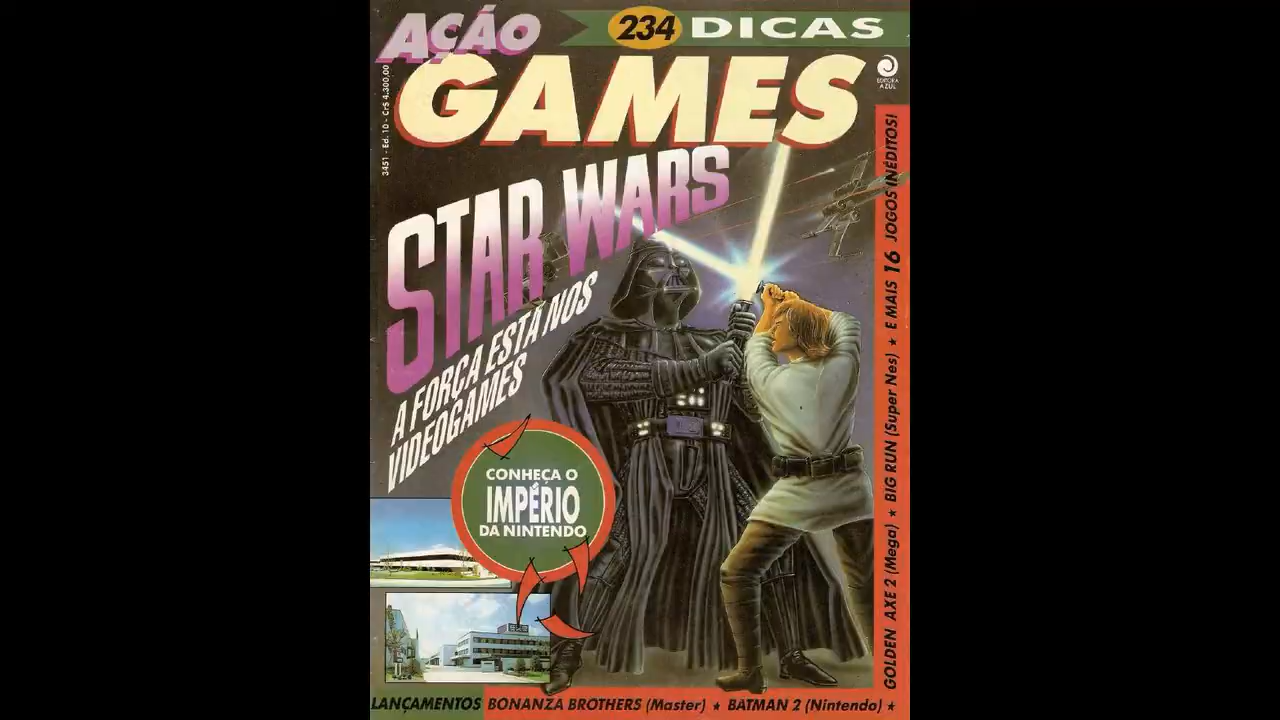 AÇÃO
234 DICAS
GAMES
EDITORA
AZUL
3451 - Ed. 10 - Cr$ 4.300,00
STAR WARS
A FORÇA ESTÁ NOS
VIDEOGAMES
CONHEÇA O
IMPÉRIO
DA NINTENDO
LANÇAMENTOS BONANZA BROTHERS (Master) ★ BATMAN 2 (Nintendo) ★
GOLDEN AXE 2 (Mega) ★ BIG RUN (Super Nes) ★ E MAIS 16 JOGOS INÉDITOS!